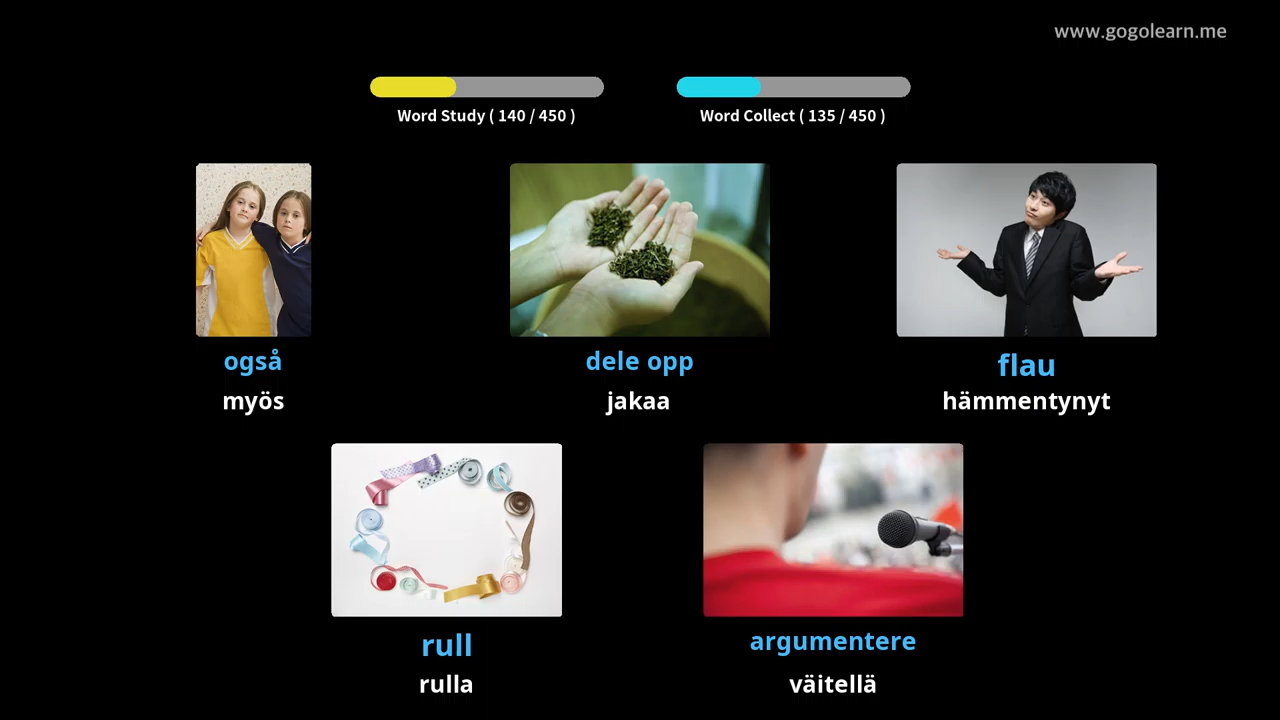 www.gogolearn.me
Word Study ( 140 / 450 )
Word Collect ( 135 / 450 )
også
myös
dele opp
jakaa
flau
hämmentynyt
rull
rulla
argumentere
väitellä